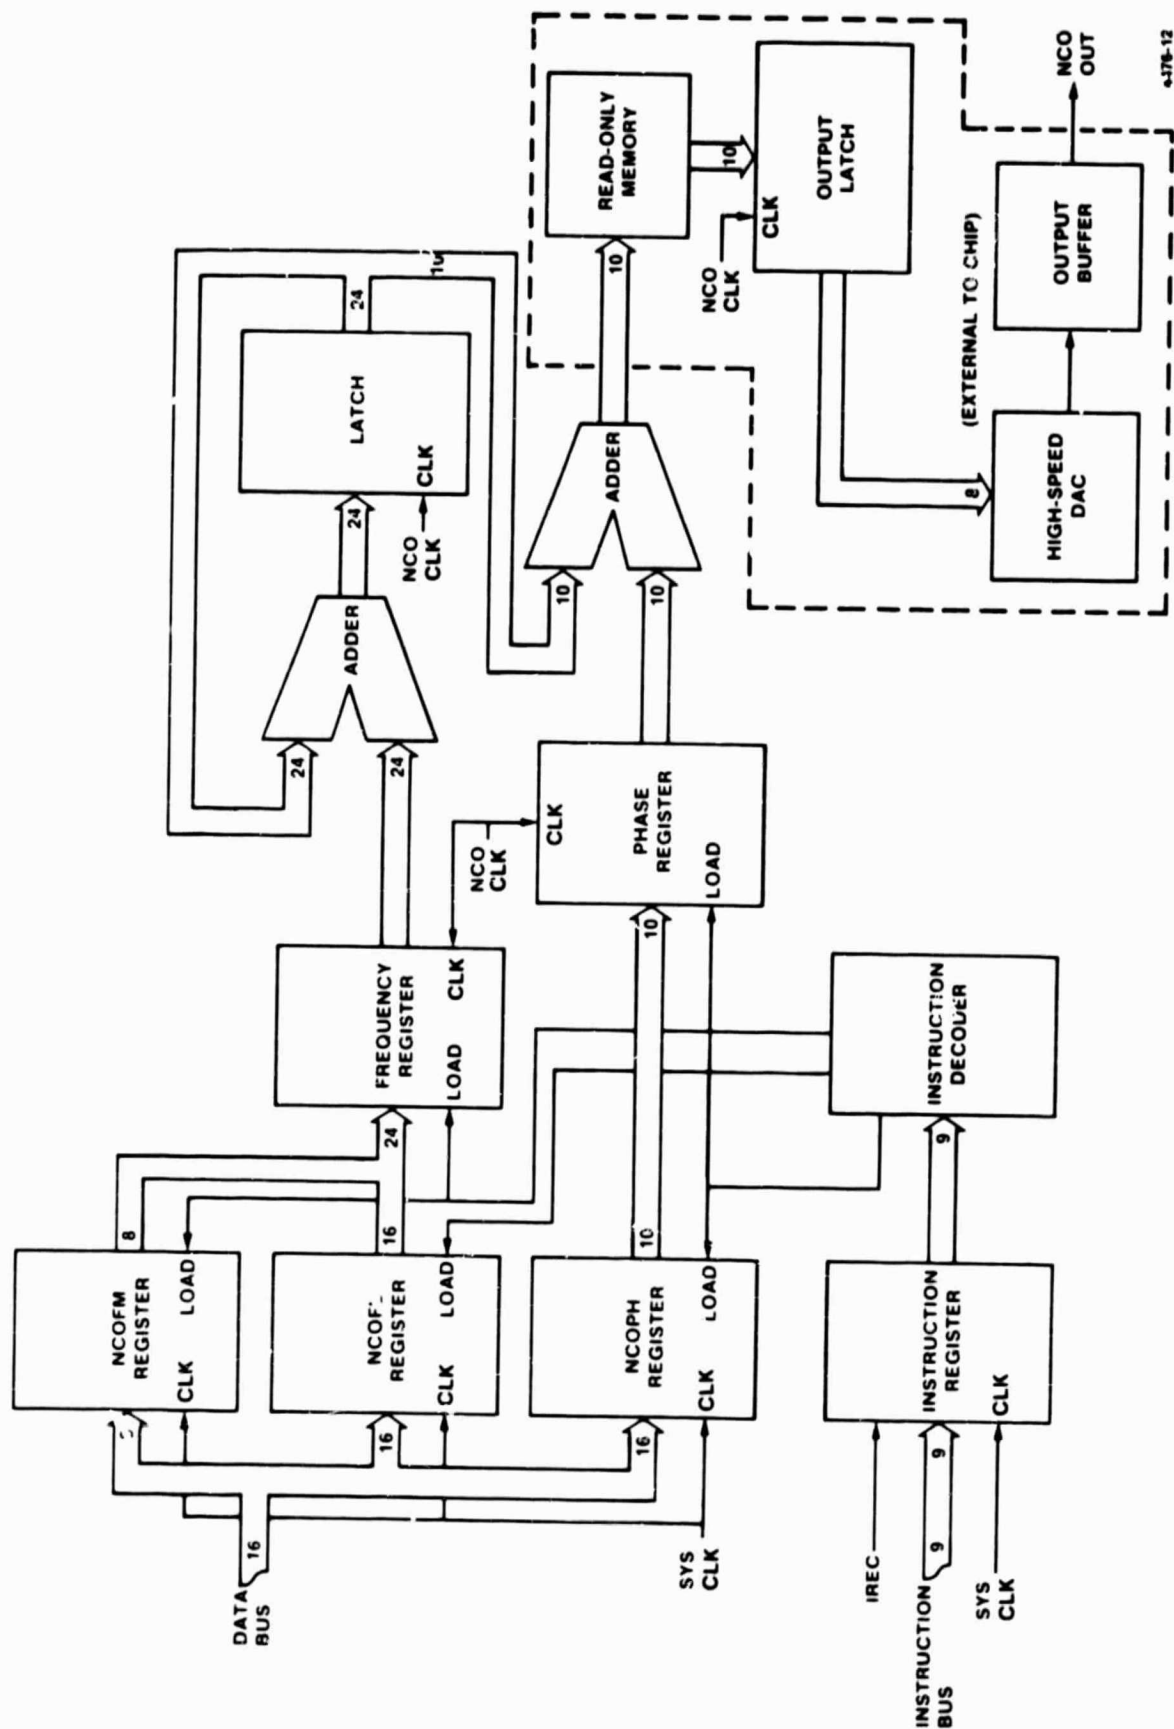 DATA
BUS
16
SYS
CLK
NCOFM
REGISTER
CLK
LOAD
8
16
REGISTER
CLK
LOAD
16
16
NCOPH
REGISTER
CLK
LOAD
10
IREC
INSTRUCTION
BUS
9
9
SYS
CLK
INSTRUCTION
REGISTER
CLK
9
INSTRUCTION
DECODER
24
FREQUENCY
REGISTER
LOAD
CLK
NCO
CLK
10
PHASE
REGISTER
CLK
LOAD
24
24
ADDER
24
NCO
CLK
LATCH
CLK
24
10
10
ADDER
10
READ-ONLY
MEMORY
10
NCO
CLK
CLK
OUTPUT
LATCH
8
(EXTERNAL TO CHIP)
HIGH-SPEED
DAC
OUTPUT
BUFFER
NCO
OUT
4-176-12